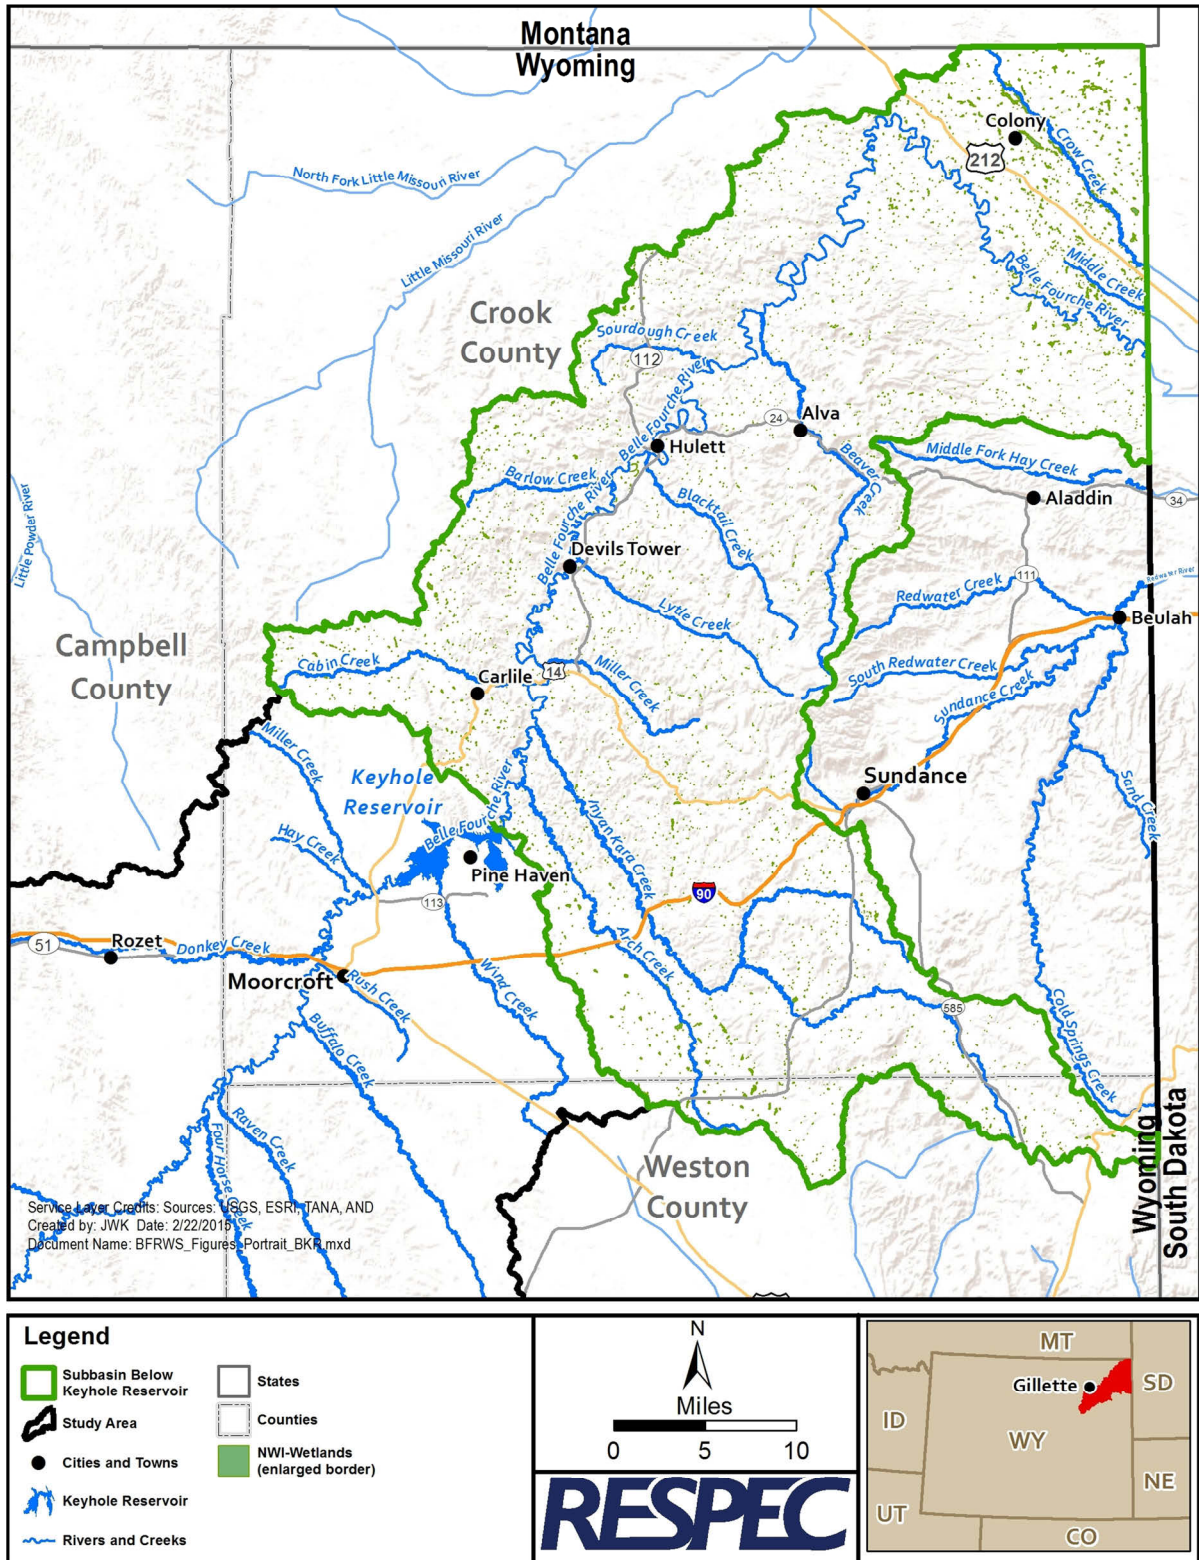 Montana
Wyoming
Colony
212
Crow Creek
North Fork Little Missouri River
Little Missouri River
Middle Creek
Belle Fourche River
Crook
County
Sourdough Creek
112
Belle Fourche River
24
Alva
Hulett
Beaver Creek
Middle Fork Hay Creek
Barlow Creek
Blacktail Creek
Aladdin
34
Little Powder River
Belle Fourche River
Devils Tower
Lytle Creek
Redwater Creek
111
Redwater River
Beulah
Campbell
County
Cabin Creek
Carlile
14
Miller Creek
South Redwater Creek
Sundance Creek
Miller Creek
Keyhole
Reservoir
Belle Fourche River
Sundance
Sand Creek
Hay Creek
Inyan Kara Creek
Pine Haven
113
90
51
Rozet
Donkey Creek
Moorcroft
Rush Creek
Wind Creek
Arch Creek
585
Cold Springs Creek
Buffalo Creek
Raven Creek
Four Horse Creek
Weston
County
Wyoming
South Dakota
Service Layer Credits: Sources: USGS, ESRI, TANA, AND
Created by: JWK Date: 2/22/2015
Document Name: BFRWS_Figures_Portrait_BKR.mxd
Legend
Subbasin Below
Keyhole Reservoir
Study Area
Cities and Towns
Keyhole Reservoir
Rivers and Creeks
States
Counties
NWI-Wetlands
(enlarged border)
N
Miles
0 5 10
RESPEC
MT
Gillette
SD
ID
WY
NE
UT
CO